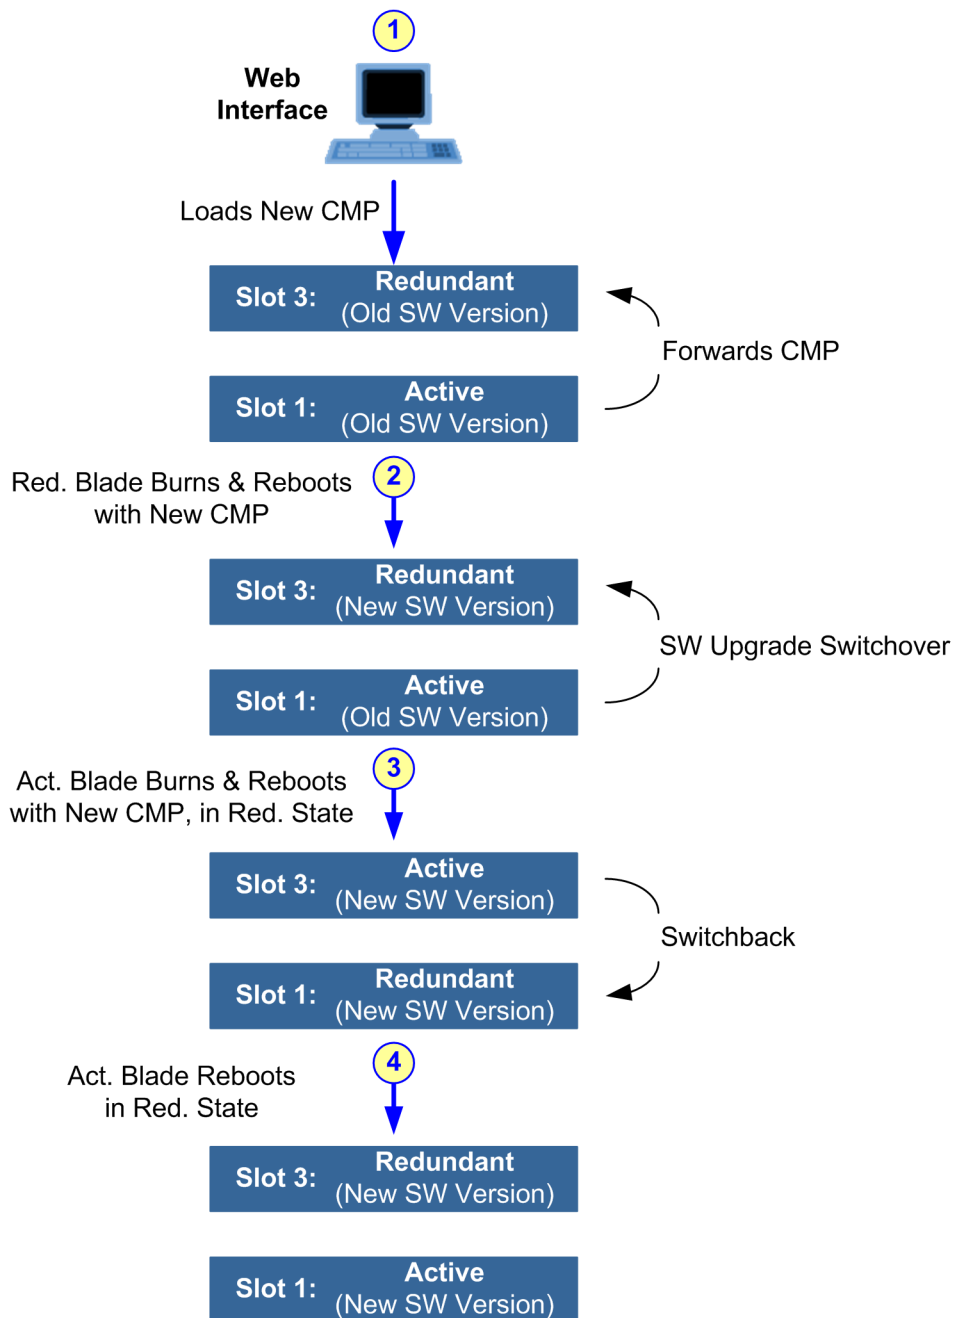 1
Web
Interface
Loads New CMP
Slot 3: Redundant
(Old SW Version)
Forwards CMP
Slot 1: Active
(Old SW Version)
2
Red. Blade Burns & Reboots
with New CMP
Slot 3: Redundant
(New SW Version)
SW Upgrade Switchover
Slot 1: Active
(Old SW Version)
3
Act. Blade Burns & Reboots
with New CMP, in Red. State
Slot 3: Active
(New SW Version)
Switchback
Slot 1: Redundant
(New SW Version)
4
Act. Blade Reboots
in Red. State
Slot 3: Redundant
(New SW Version)
Slot 1: Active
(New SW Version)